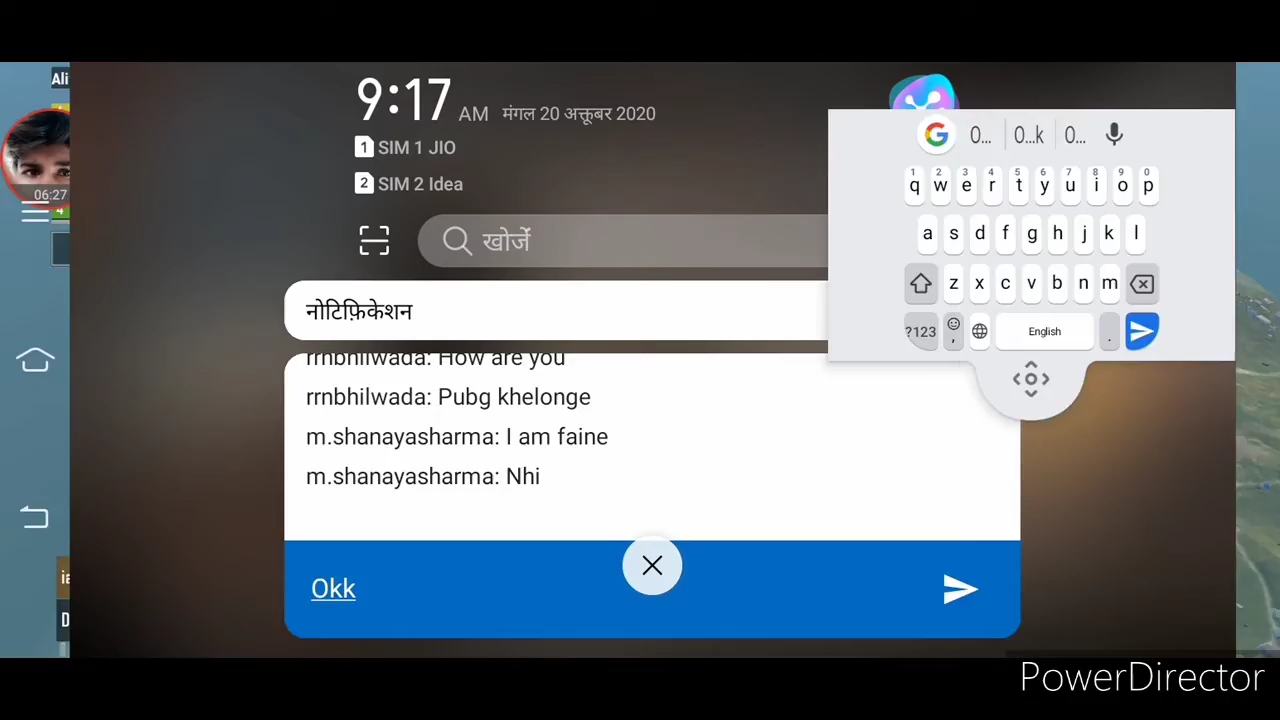 Ali
9:17 AM मंगल 20 अक्तूबर 2020
1 SIM 1 JIO
2 SIM 2 Idea
06:27
4
खोजें
नोटिफ़िकेशन
rrnbhilwada: How are you
rrnbhilwada: Pubg khelonge
m.shanayasharma: I am faine
m.shanayasharma: Nhi
Okk
G O... O...k O...
1 2 3 4 5 6 7 8 9 0
q w e r t y u i o p
a s d f g h j k l
z x c v b n m
?123 , English .
D
PowerDirector